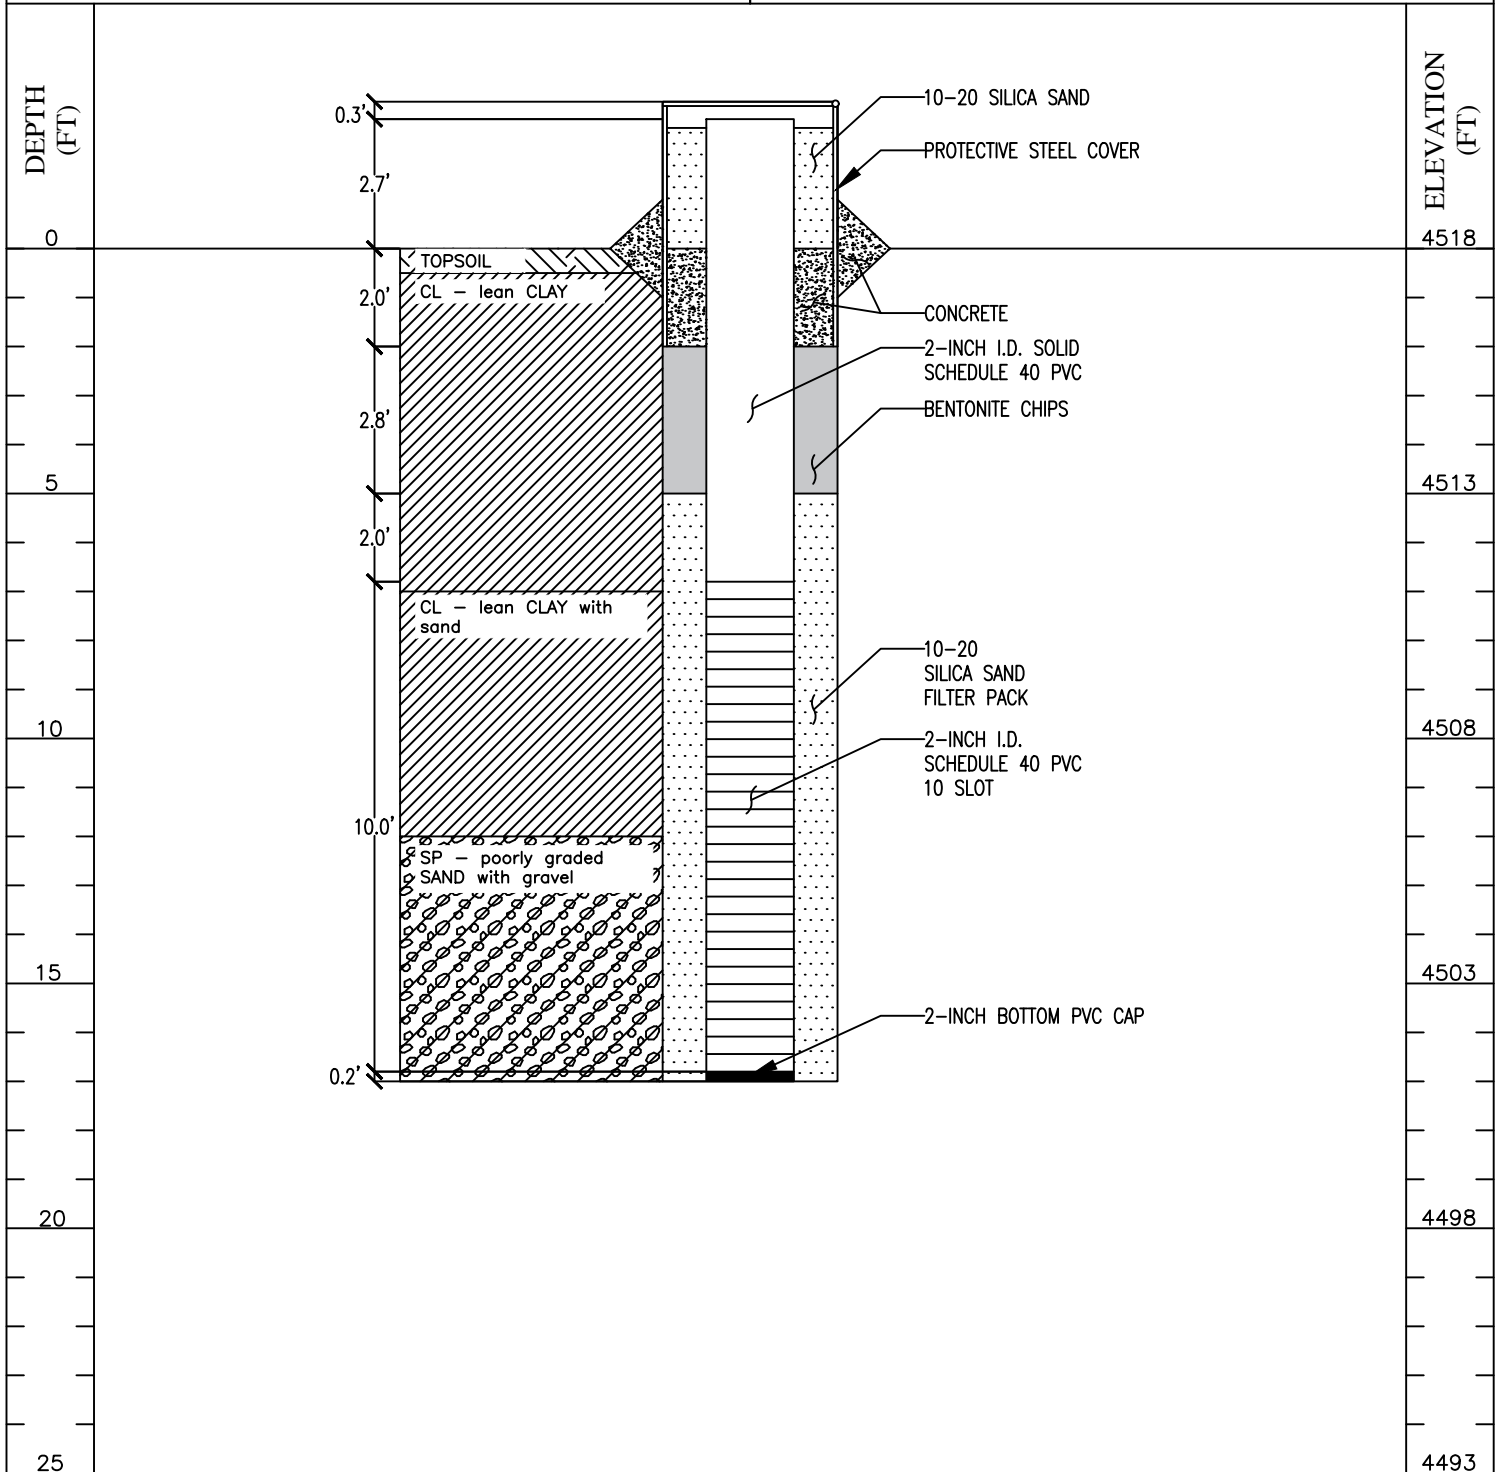 DEPTH
(FT)
0
5
10
15
20
25
0.3'
2.7'
2.0'
2.8'
2.0'
10.0'
0.2'
TOPSOIL
CL - lean CLAY
CL - lean CLAY with
sand
SP - poorly graded
SAND with gravel
10-20 SILICA SAND
PROTECTIVE STEEL COVER
CONCRETE
2-INCH I.D. SOLID
SCHEDULE 40 PVC
BENTONITE CHIPS
10-20
SILICA SAND
FILTER PACK
2-INCH I.D.
SCHEDULE 40 PVC
10 SLOT
2-INCH BOTTOM PVC CAP
ELEVATION
(FT)
4518
4513
4508
4503
4498
4493